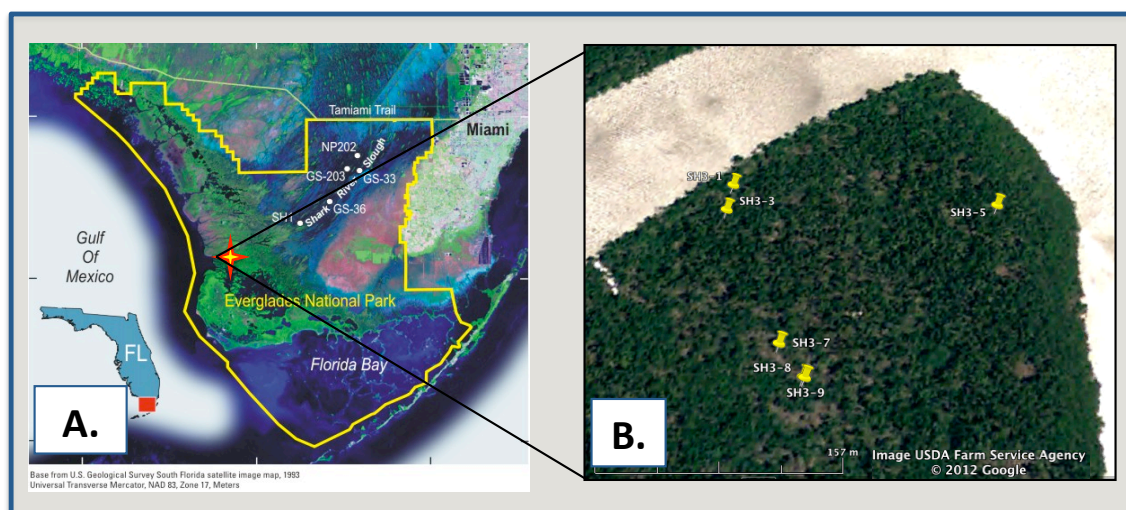 Tamiami Trail
Miami
NP202
Slough
GS-203
GS-33
River
GS-36
SH1
Shark
Gulf
Of
Mexico
Everglades National Park
FL
Florida Bay
A.
Base from U.S. Geological Survey South Florida satellite image map, 1993
Universal Transverse Mercator, NAD 83, Zone 17, Meters
SH3-1
SH3-3
SH3-5
SH3-7
SH3-8
SH3-9
B.
157 m
Image USDA Farm Service Agency
© 2012 Google